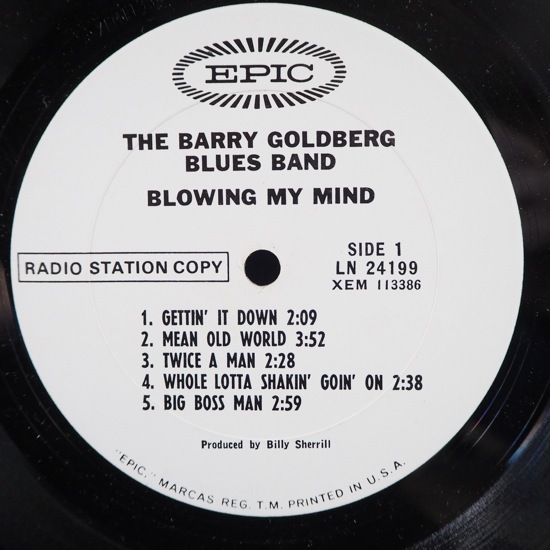 EPIC
THE BARRY GOLDBERG
BLUES BAND
BLOWING MY MIND
RADIO STATION COPY
SIDE 1
LN 24199
XEM 113386
1. GETTIN' IT DOWN 2:09
2. MEAN OLD WORLD 3:52
3. TWICE A MAN 2:28
4. WHOLE LOTTA SHAKIN' GOIN' ON 2:38
5. BIG BOSS MAN 2:59
Produced by Billy Sherrill
"EPIC," MARCAS REG. T.M. PRINTED IN U.S.A.